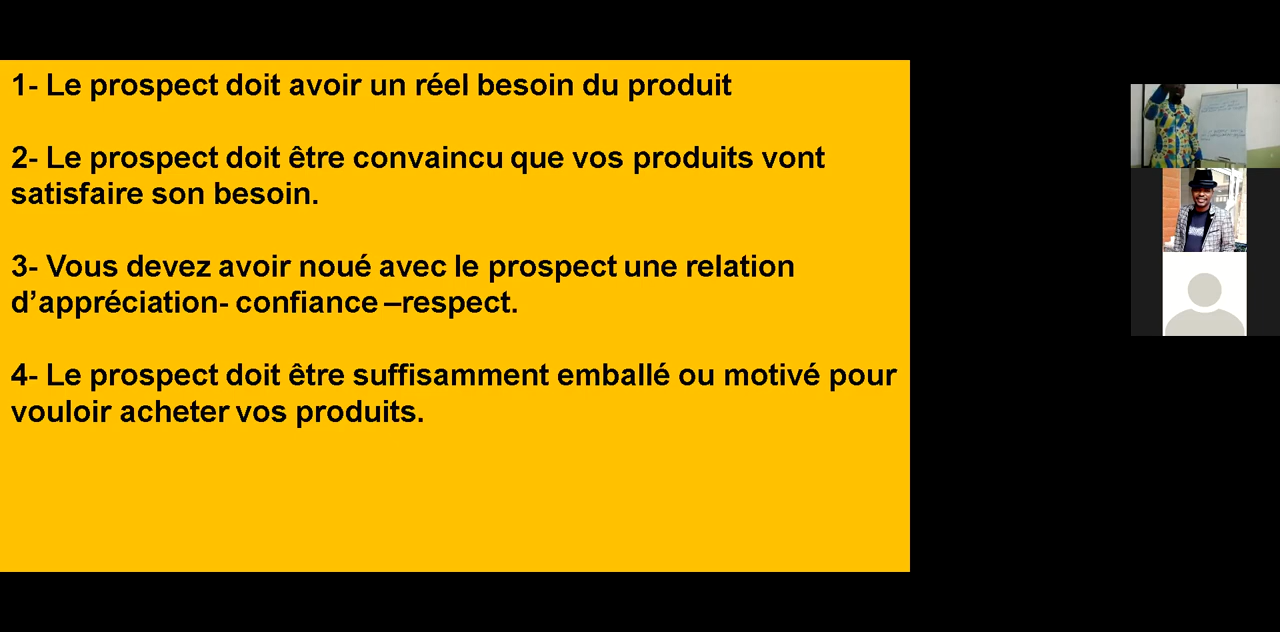 1- Le prospect doit avoir un réel besoin du produit
2- Le prospect doit être convaincu que vos produits vont
satisfaire son besoin.
3- Vous devez avoir noué avec le prospect une relation
d’appréciation- confiance –respect.
4- Le prospect doit être suffisamment emballé ou motivé pour
vouloir acheter vos produits.